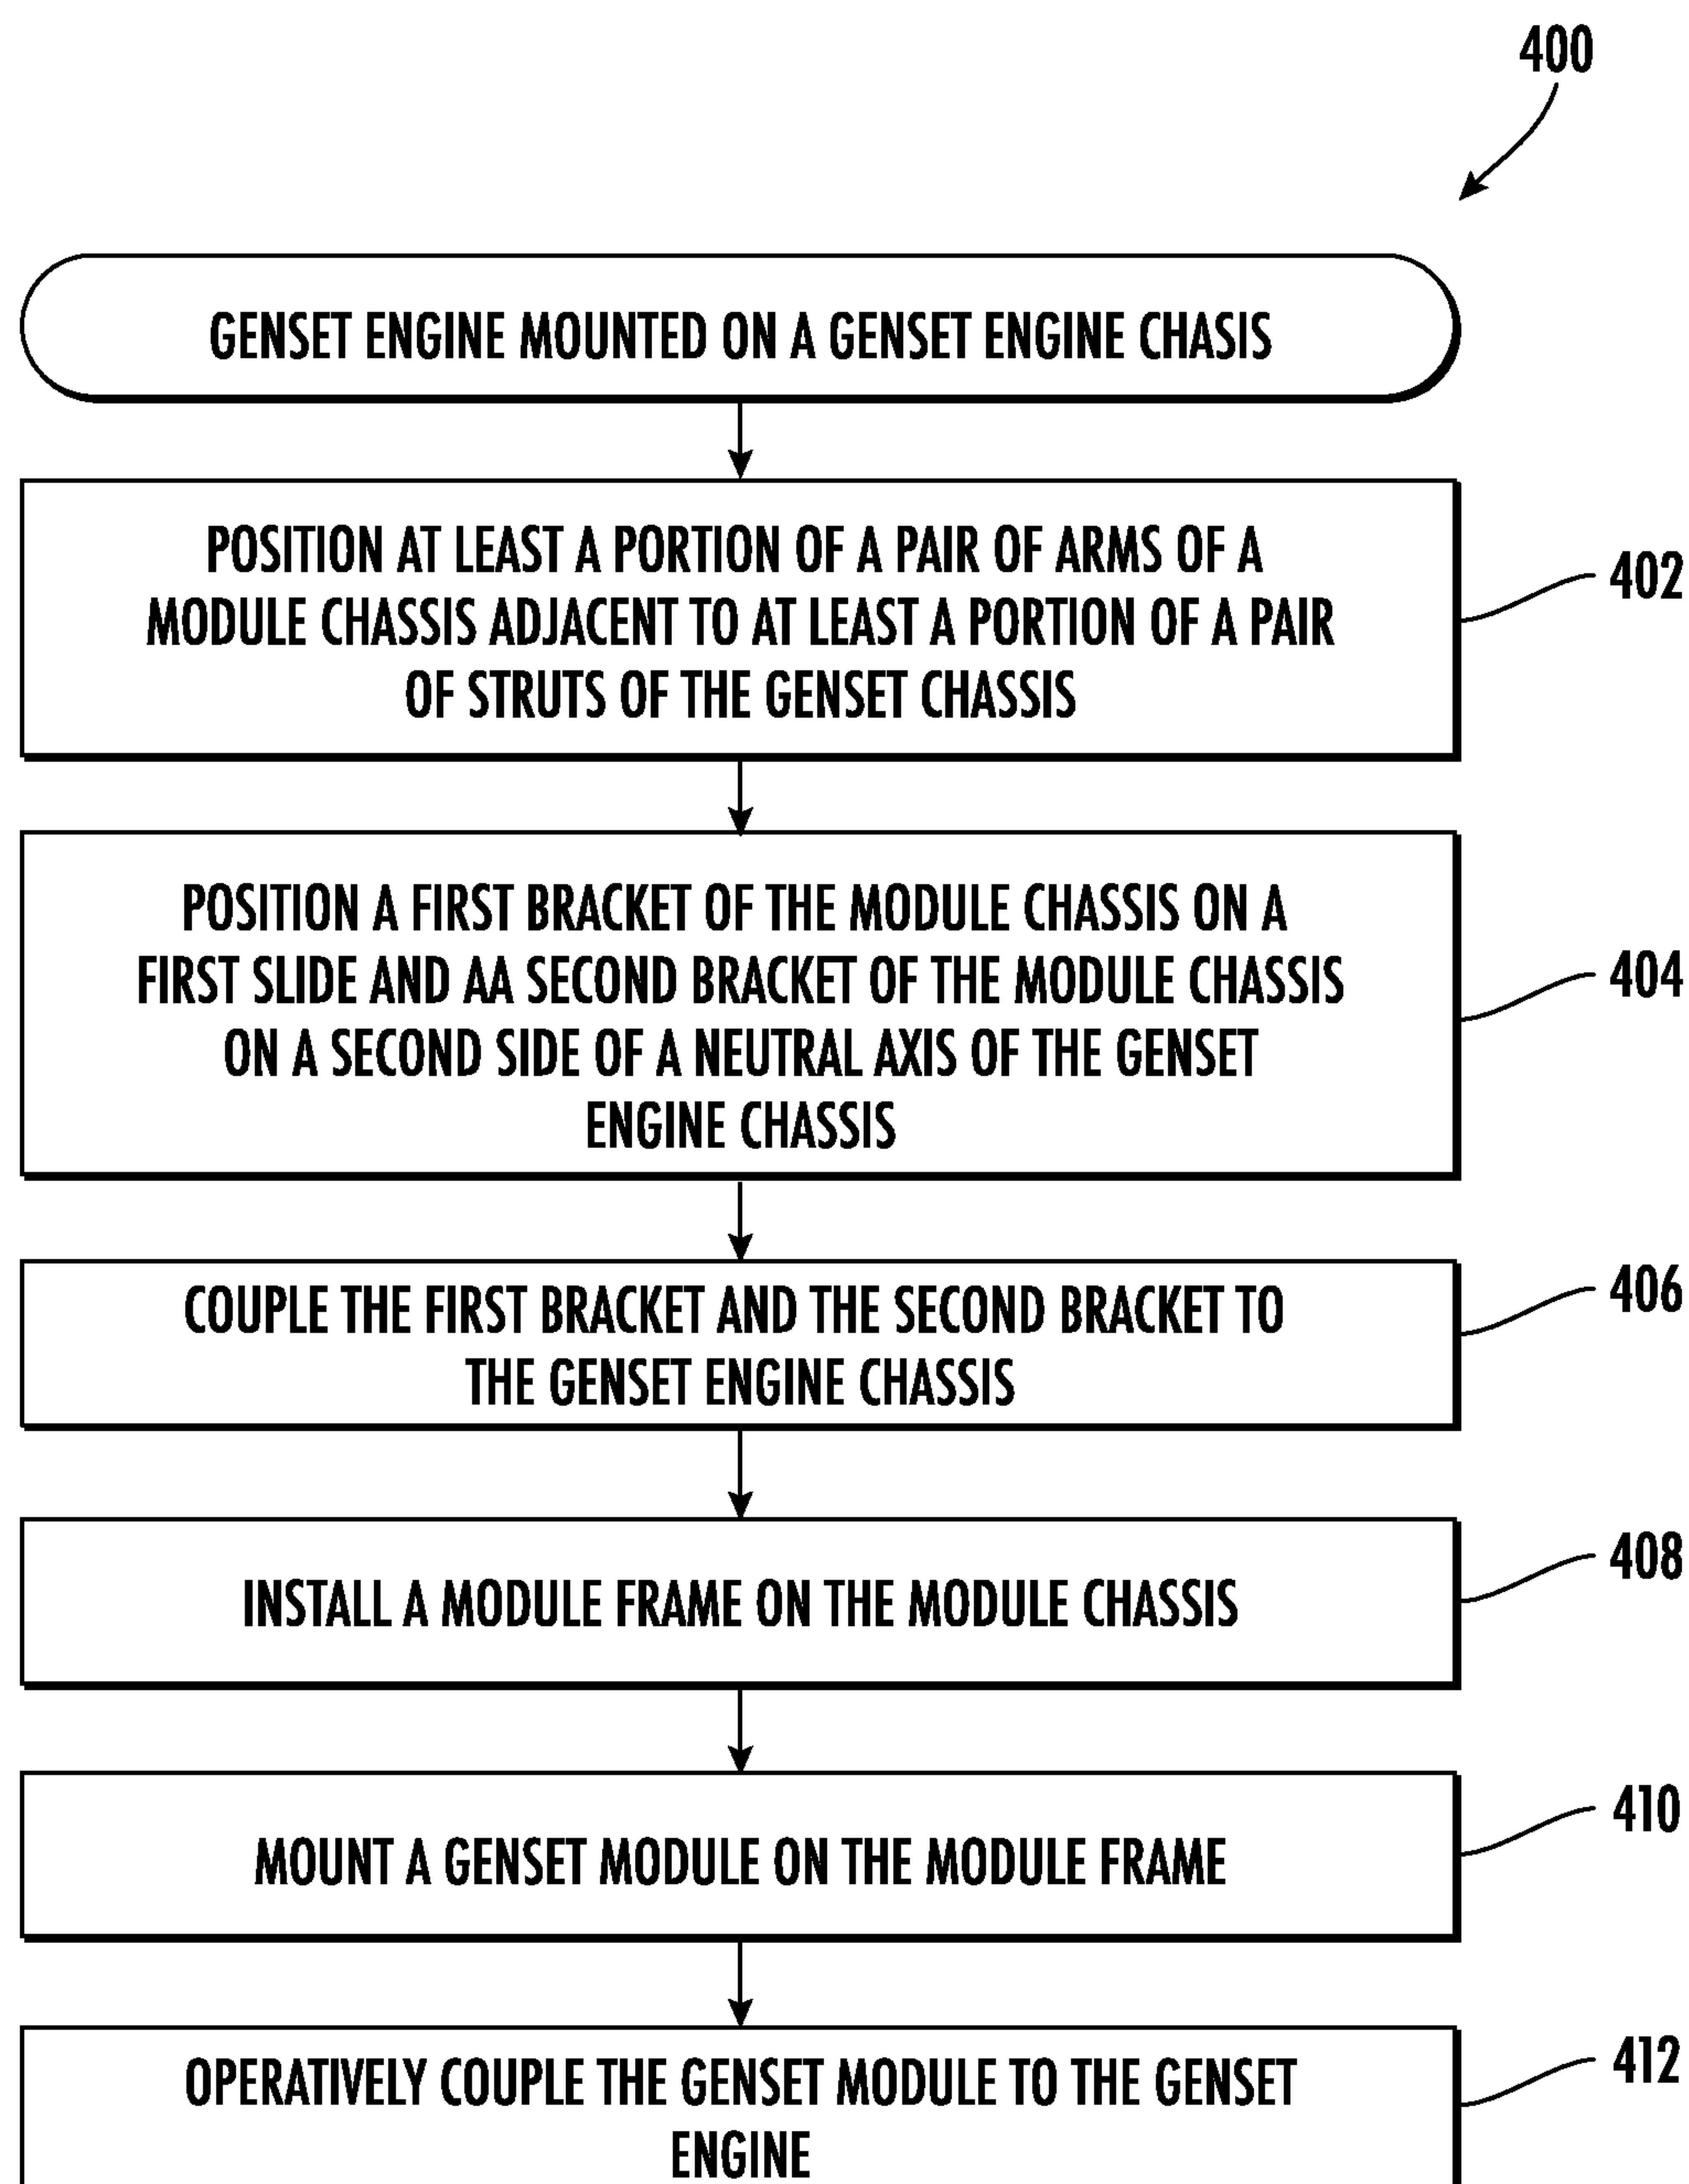 400
GENSET ENGINE MOUNTED ON A GENSET ENGINE CHASIS
POSITION AT LEAST A PORTION OF A PAIR OF ARMS OF A
MODULE CHASSIS ADJACENT TO AT LEAST A PORTION OF A PAIR
OF STRUTS OF THE GENSET CHASSIS
402
POSITION A FIRST BRACKET OF THE MODULE CHASSIS ON A
FIRST SLIDE AND AA SECOND BRACKET OF THE MODULE CHASSIS
ON A SECOND SIDE OF A NEUTRAL AXIS OF THE GENSET
ENGINE CHASSIS
404
COUPLE THE FIRST BRACKET AND THE SECOND BRACKET TO
THE GENSET ENGINE CHASSIS
406
INSTALL A MODULE FRAME ON THE MODULE CHASSIS
408
MOUNT A GENSET MODULE ON THE MODULE FRAME
410
OPERATIVELY COUPLE THE GENSET MODULE TO THE GENSET
ENGINE
412